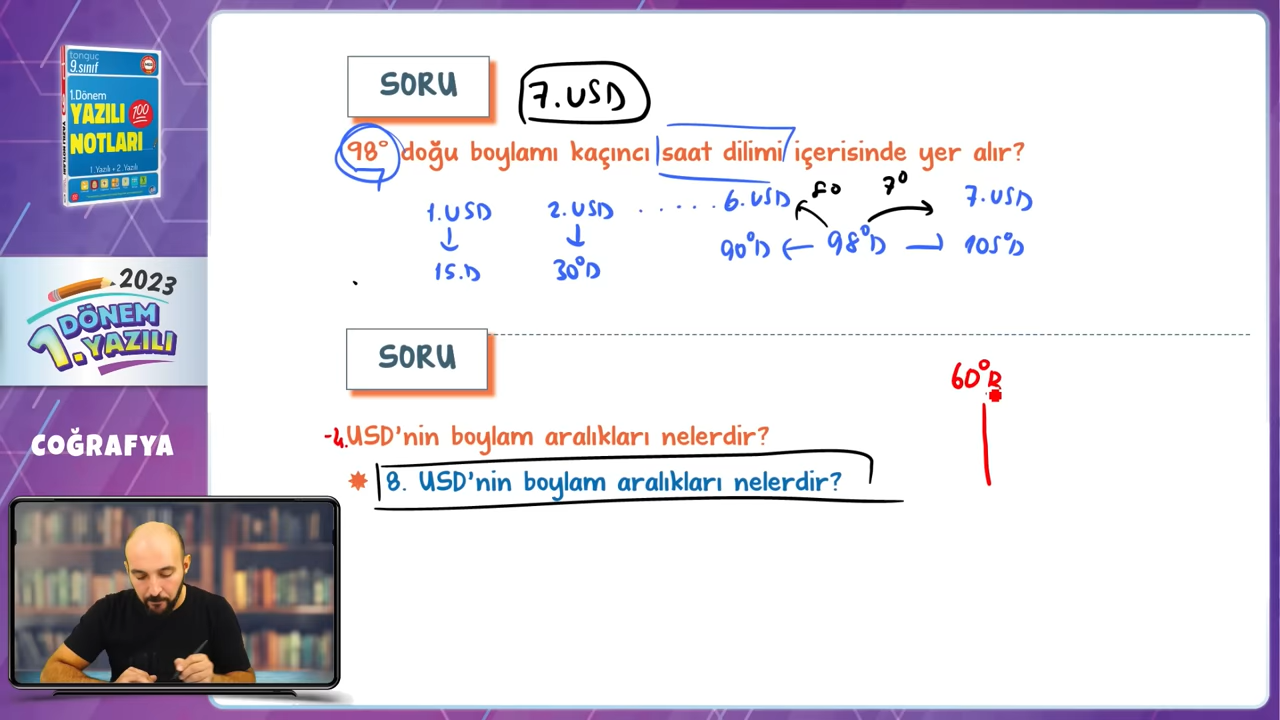 tonguç
9.sınıf
1.Dönem
YAZILI 100
NOTLARI
1. Yazılı • 2. Yazılı
YAZILI NOTLARI
2023
1. DÖNEM
YAZILI
COĞRAFYA
SORU
7.USD
98° doğu boylamı kaçıncı saat dilimi içerisinde yer alır?
1.USD 2.USD ...... 6.USD 8° 7° 7.USD
15.D 30°D 90°D 98°D 105°D
SORU
60°B
-4.USD'nin boylam aralıkları nelerdir?
8. USD'nin boylam aralıkları nelerdir?